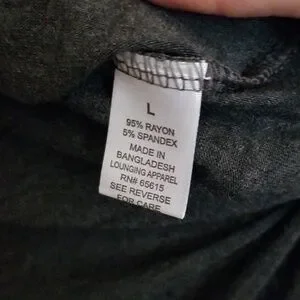 L
95% RAYON
5% SPANDEX
MADE IN
BANGLADESH
LOUNGING APPAREL
RN# 65615
SEE REVERSE
FOR CARE